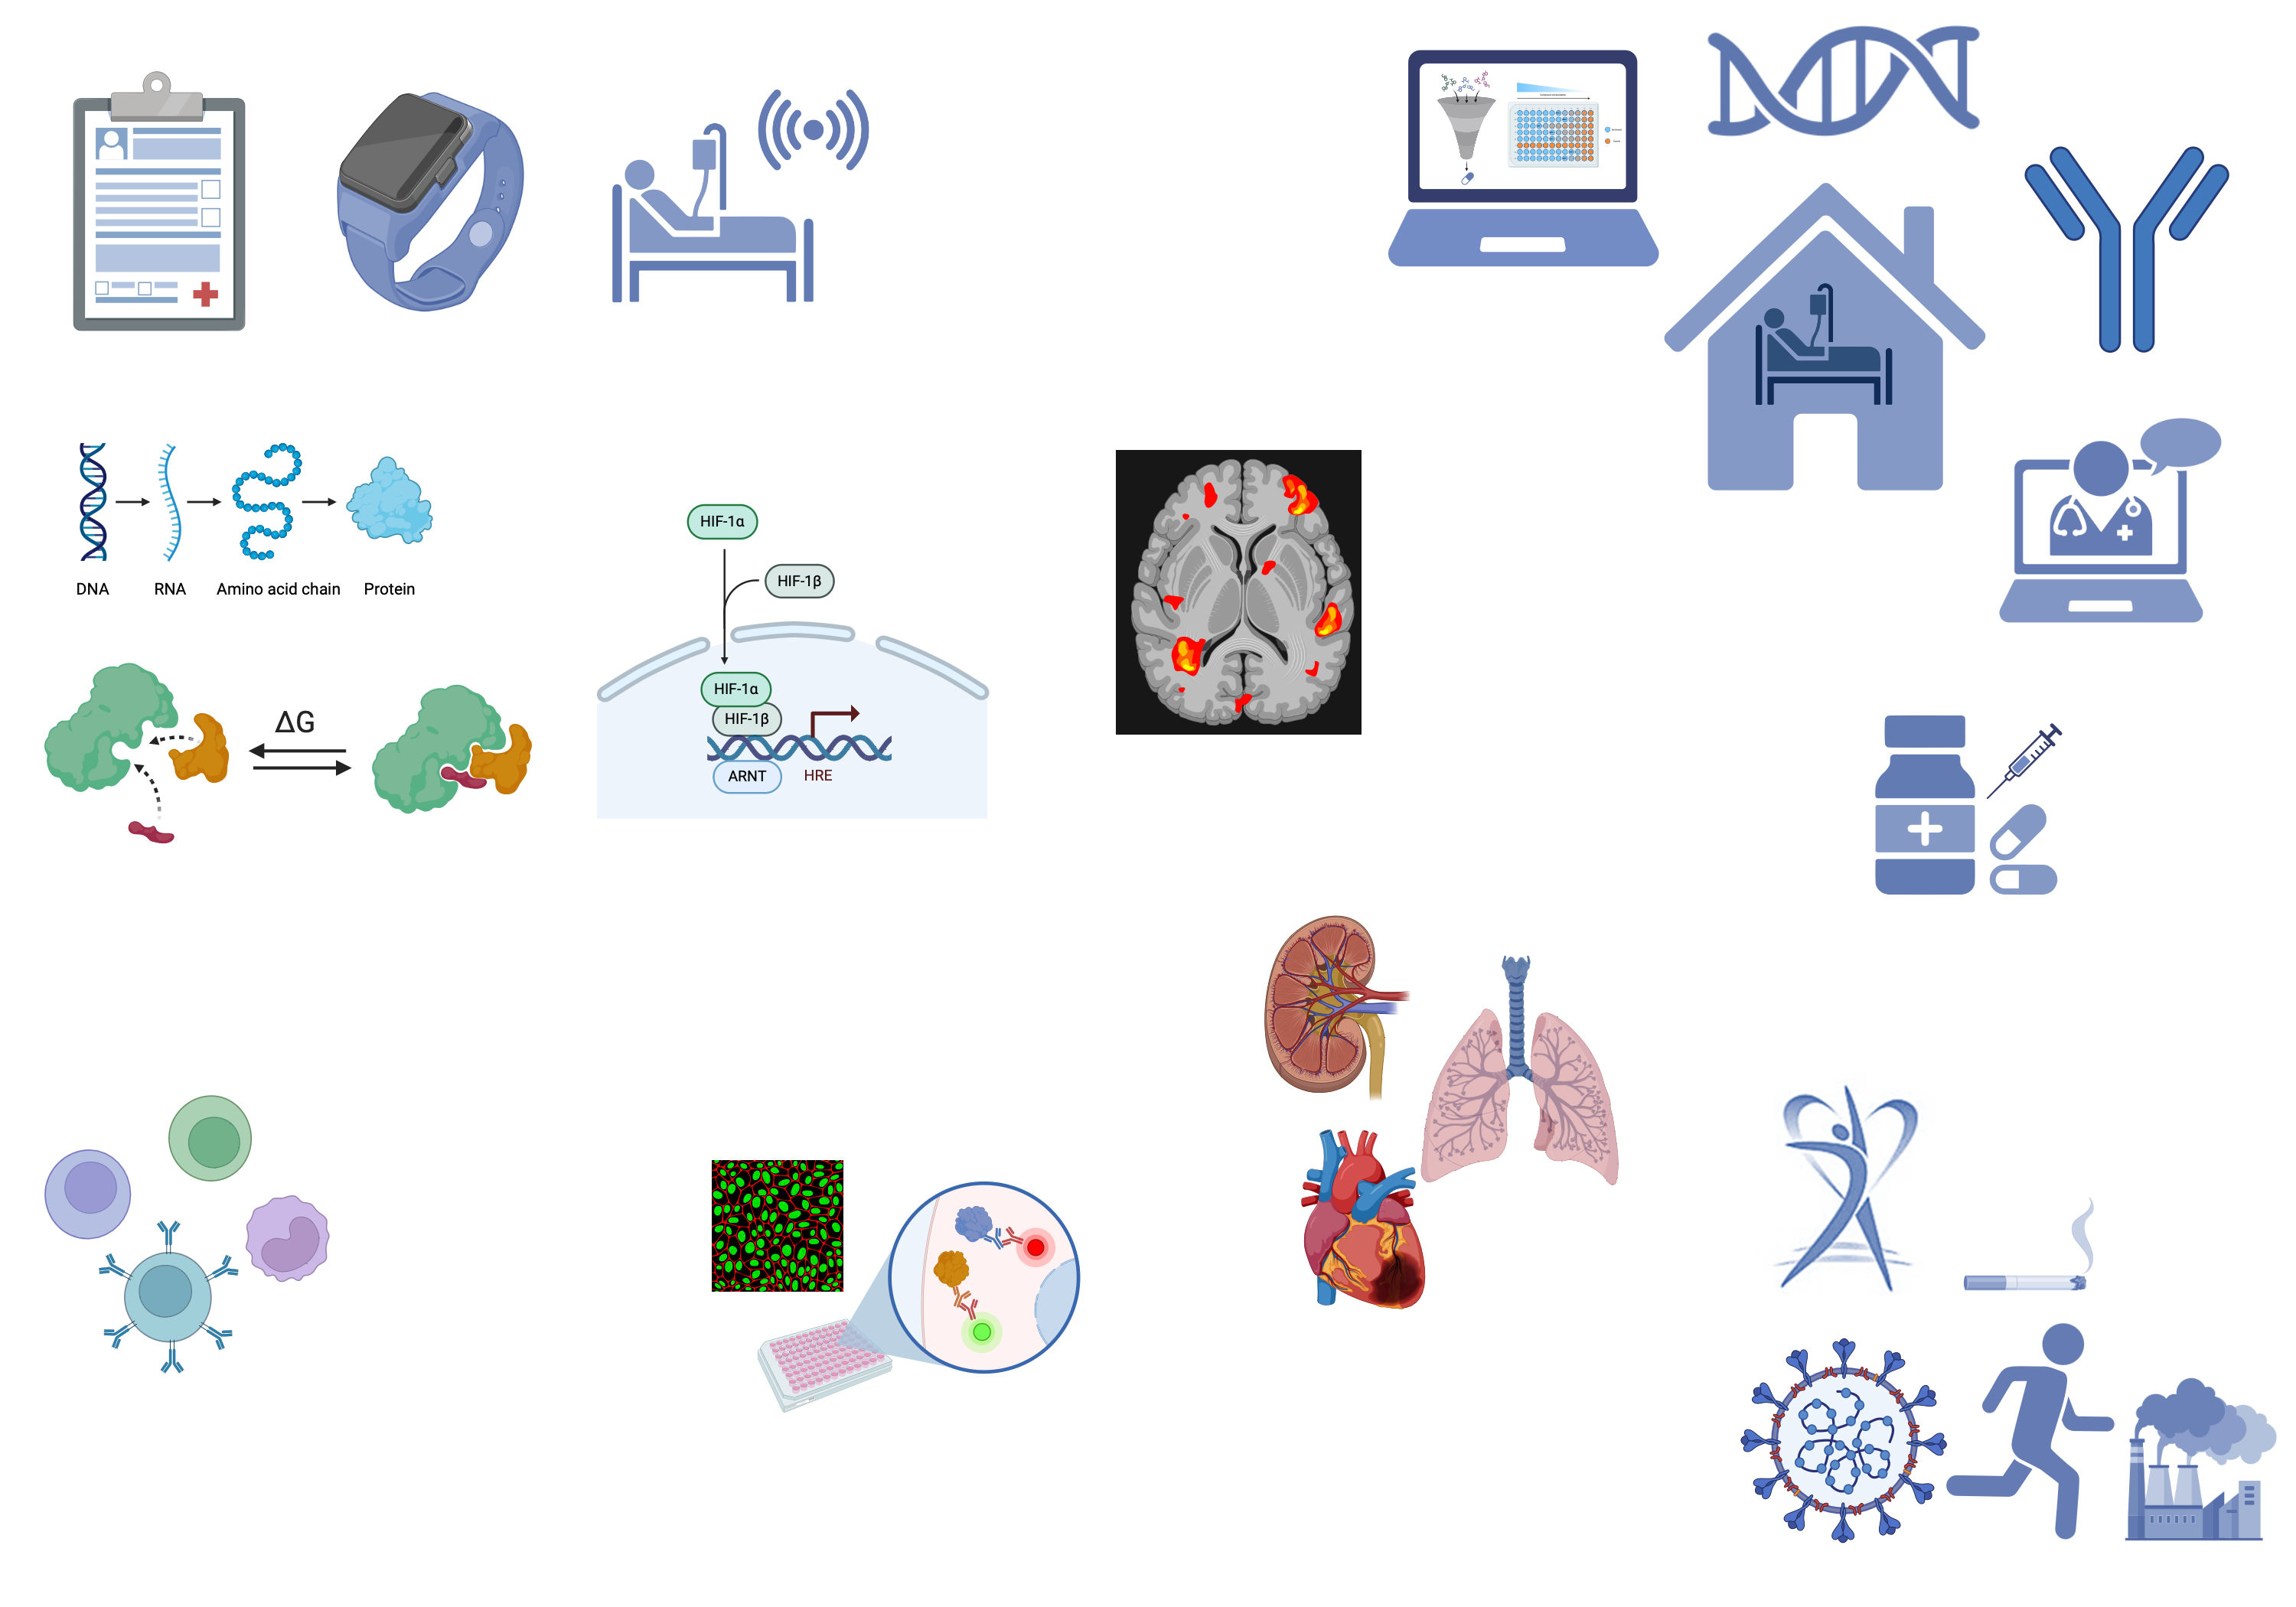 DNA
RNA
Amino acid chain
Protein
ΔG
HIF-1α
HIF-1β
HIF-1α
HIF-1β
ARNT
HRE